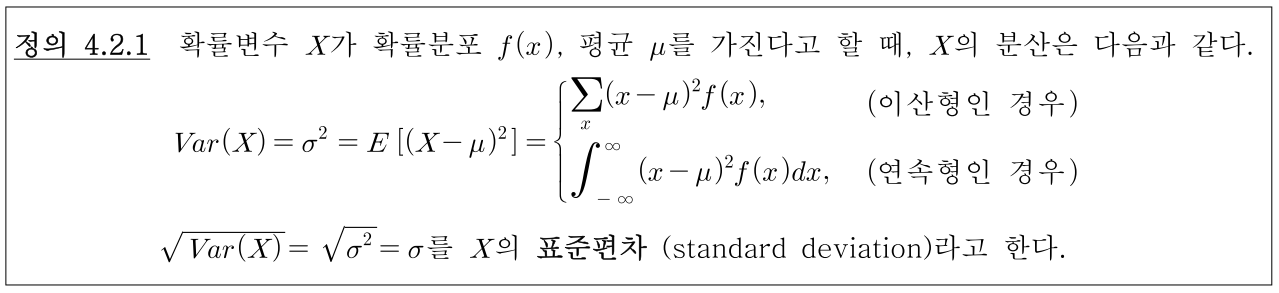 정의 4.2.1 확률변수 X가 확률분포 f(x), 평균 μ를 가진다고 할 때, X의 분산은 다음과 같다.
Var(X) = σ² = E [(X − μ)²] = { ∑ₓ (x − μ)² f(x), (이산형인 경우)
∫_{−∞}^{∞} (x − μ)² f(x)dx, (연속형인 경우)
√Var(X) = √σ² = σ를 X의 표준편차 (standard deviation)라고 한다.